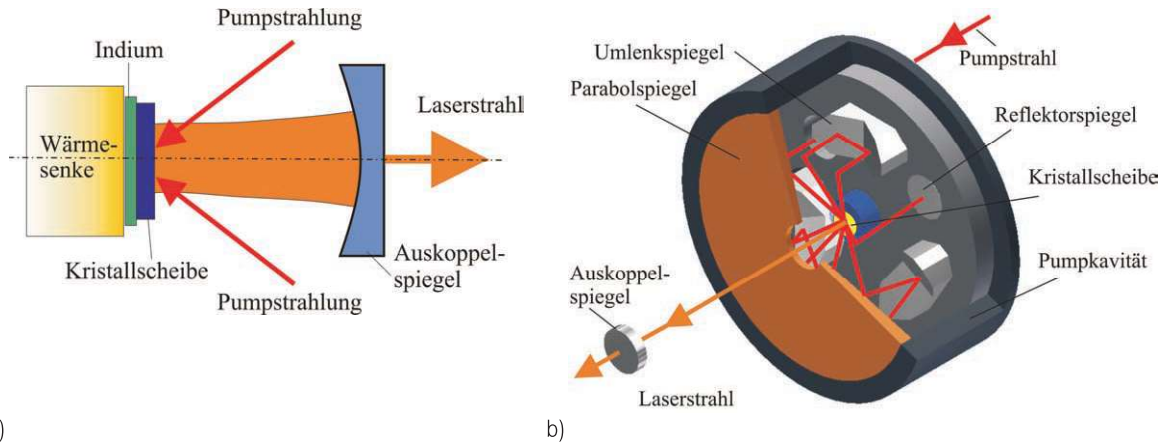 Pumpstrahlung
Indium
Wärme-
senke
Laserstrahl
Kristallscheibe
Pumpstrahlung
Auskoppel-
spiegel
)
Umlenkspiegel
Parabolspiegel
Pumpstrahl
Reflektorspiegel
Kristallscheibe
Pumpkavität
Auskoppel-
spiegel
Laserstrahl
b)